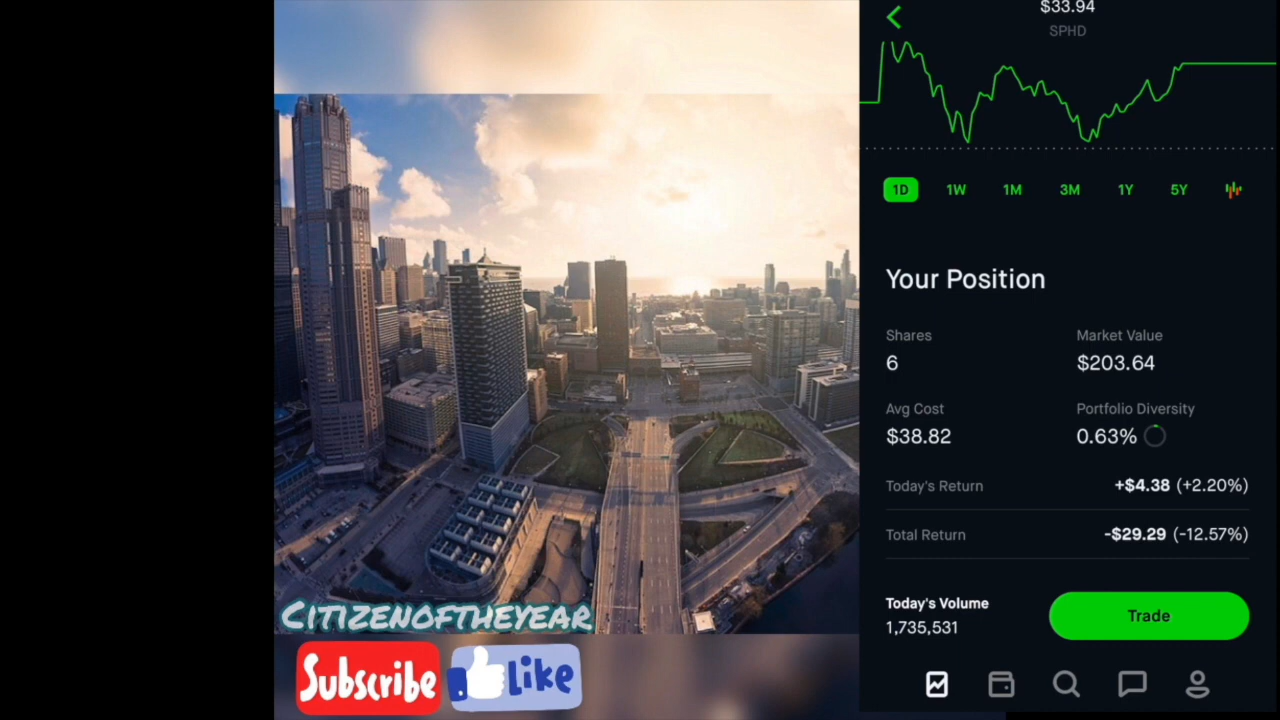 $33.94
SPHD
1D 1W 1M 3M 1Y 5Y
Your Position
Shares Market Value
6 $203.64
Avg Cost Portfolio Diversity
$38.82 0.63%
Today's Return +$4.38 (+2.20%)
Total Return -$29.29 (-12.57%)
Today's Volume
1,735,531
Trade
CITIZENOFTHEYEAR
Subscribe Like